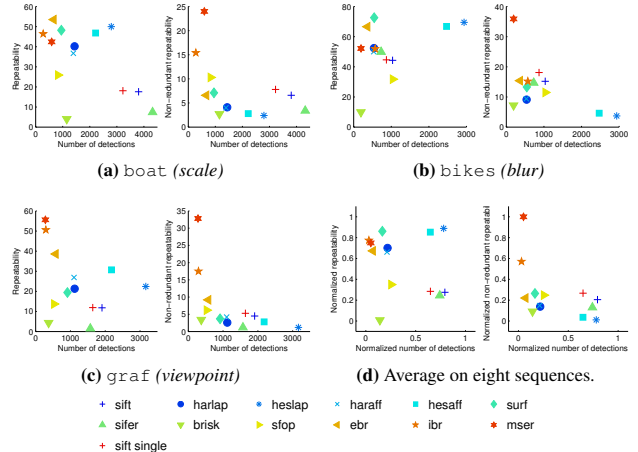 60
50
40
30
20
10
0
Repeatability
0 1000 2000 3000 4000
Number of detections
25
20
15
10
5
0
Non-redundant repeatability
0 1000 2000 3000 4000
Number of detections
(a) boat (scale)
80
60
40
20
0
Repeatability
0 1000 2000 3000
Number of detections
40
30
20
10
0
Non-redundant repeatability
0 1000 2000 3000
Number of detections
(b) bikes (blur)
60
50
40
30
20
10
0
Repeatability
0 1000 2000 3000
Number of detections
35
30
25
20
15
10
5
0
Non-redundant repeatability
0 1000 2000 3000
Number of detections
(c) graf (viewpoint)
1
0.8
0.6
0.4
0.2
0
Normalized repeatability
0 0.5 1
Normalized number of detections
1
0.8
0.6
0.4
0.2
0
Normalized non-redundant repeatabil
0 0.5 1
Normalized number of detections
(d) Average on eight sequences.
sift harlap heslap haraff hesaff surf
sifer brisk sfop ebr ibr mser
sift single